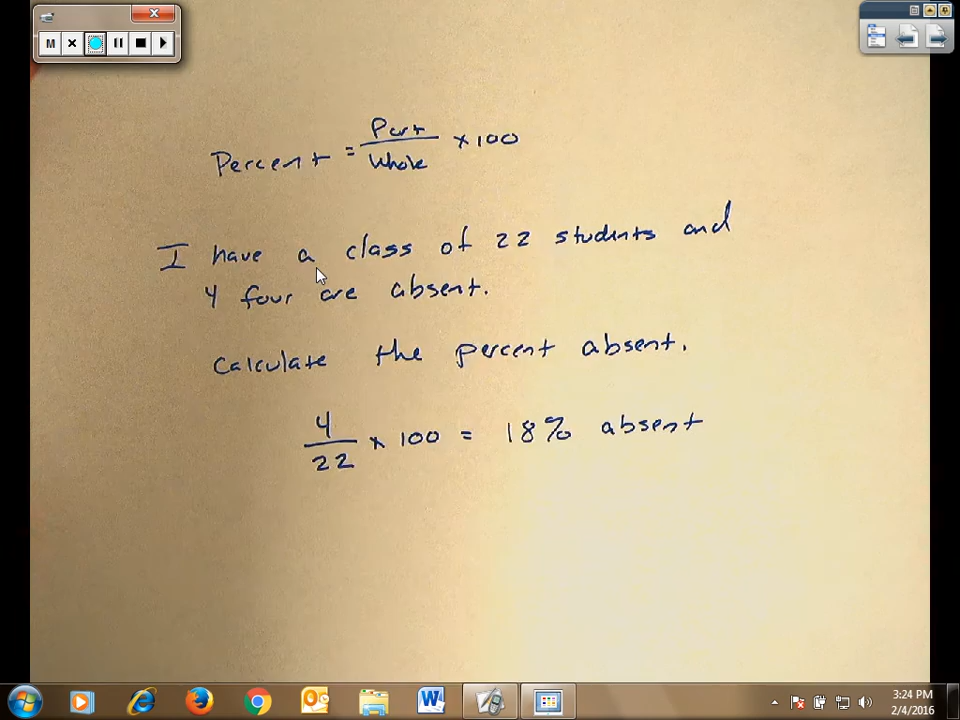 M
Percent = Part / Whole × 100
I have a class of 22 students and
4 four are absent.
Calculate the percent absent.
4 / 22 × 100 = 18% absent
3:24 PM
2/4/2016